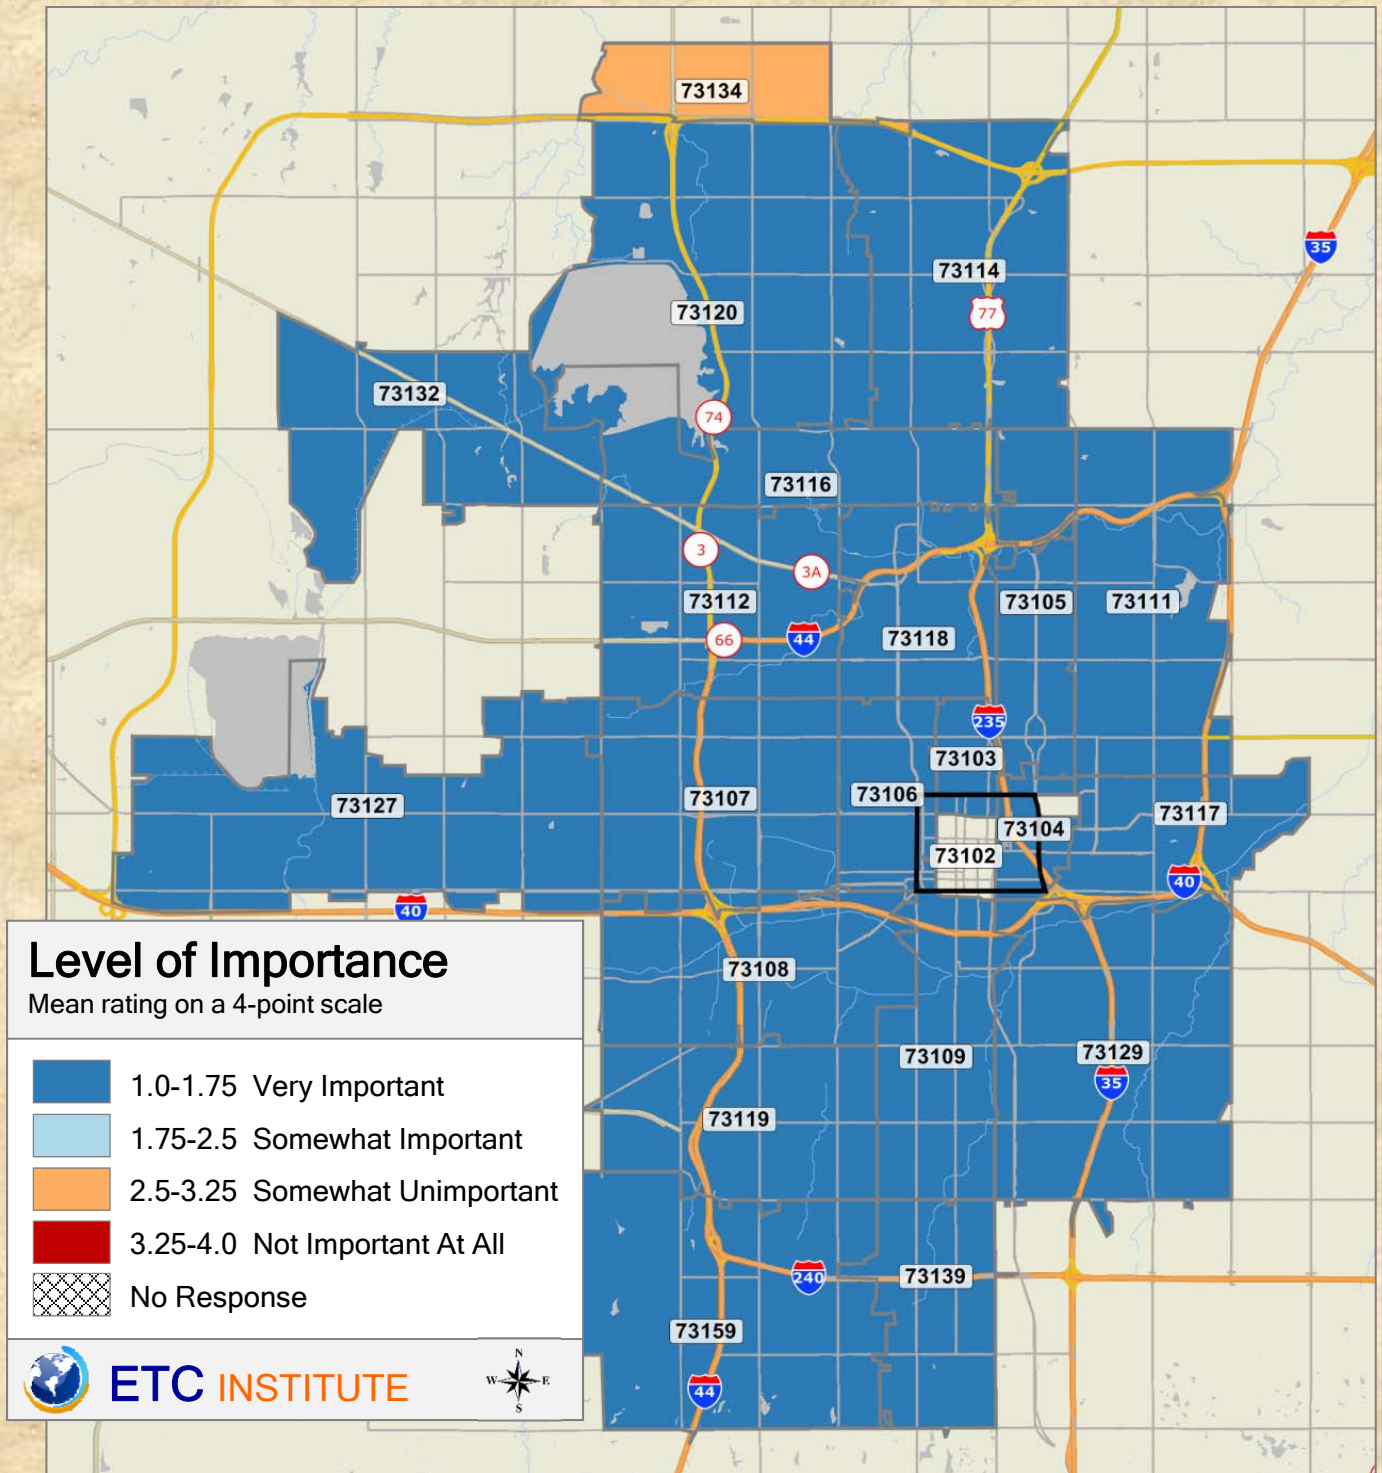 73134
35
73114
77
73120
73132
74
73116
3
3A
73112
73105
73111
66
44
73118
235
73103
73106
73107
73127
73117
73104
73102
40
40
Level of Importance
Mean rating on a 4-point scale
1.0-1.75 Very Important
1.75-2.5 Somewhat Important
2.5-3.25 Somewhat Unimportant
3.25-4.0 Not Important At All
No Response
ETC INSTITUTE
N
W
E
S
73108
73109
73129
35
73119
240
73139
73159
44